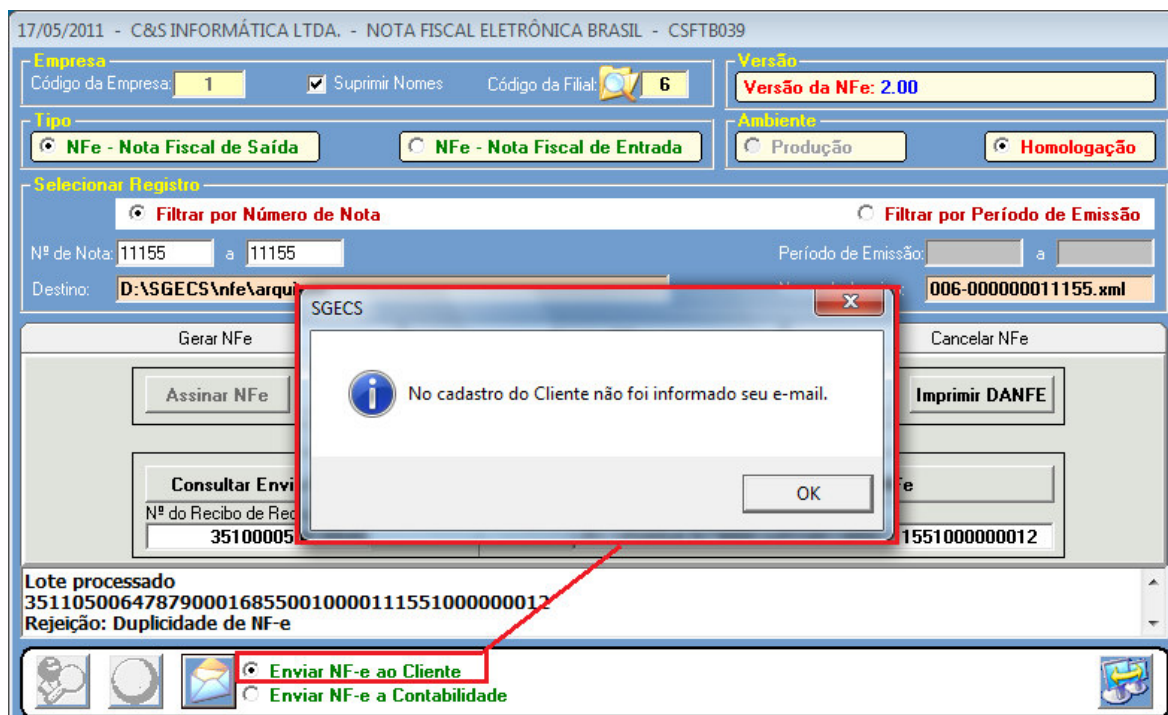 17/05/2011 - C&S INFORMÁTICA LTDA. - NOTA FISCAL ELETRÔNICA BRASIL - CSFTB039
Empresa
Versão
Código da Empresa: 1 Suprimir Nomes Código da Filial: 6
Versão da NFe: 2.00
Tipo
Ambiente
NFe - Nota Fiscal de Saída NFe - Nota Fiscal de Entrada Produção Homologação
Selecionar Registro
Filtrar por Número de Nota Filtrar por Período de Emissão
Nº de Nota: 11155 a 11155 Período de Emissão: a
Destino: D:\SGECS\nfe\arqui 006-000000011155.xml
SGECS
Gerar NFe Cancelar NFe
No cadastro do Cliente não foi informado seu e-mail.
Assinar NFe Imprimir DANFE
Consultar Envi e
OK
Nº do Recibo de Rec
35100005 1551000000012
Lote processado
35110500647879000168550010000111551000000012
Rejeição: Duplicidade de NF-e
Enviar NF-e ao Cliente
Enviar NF-e a Contabilidade